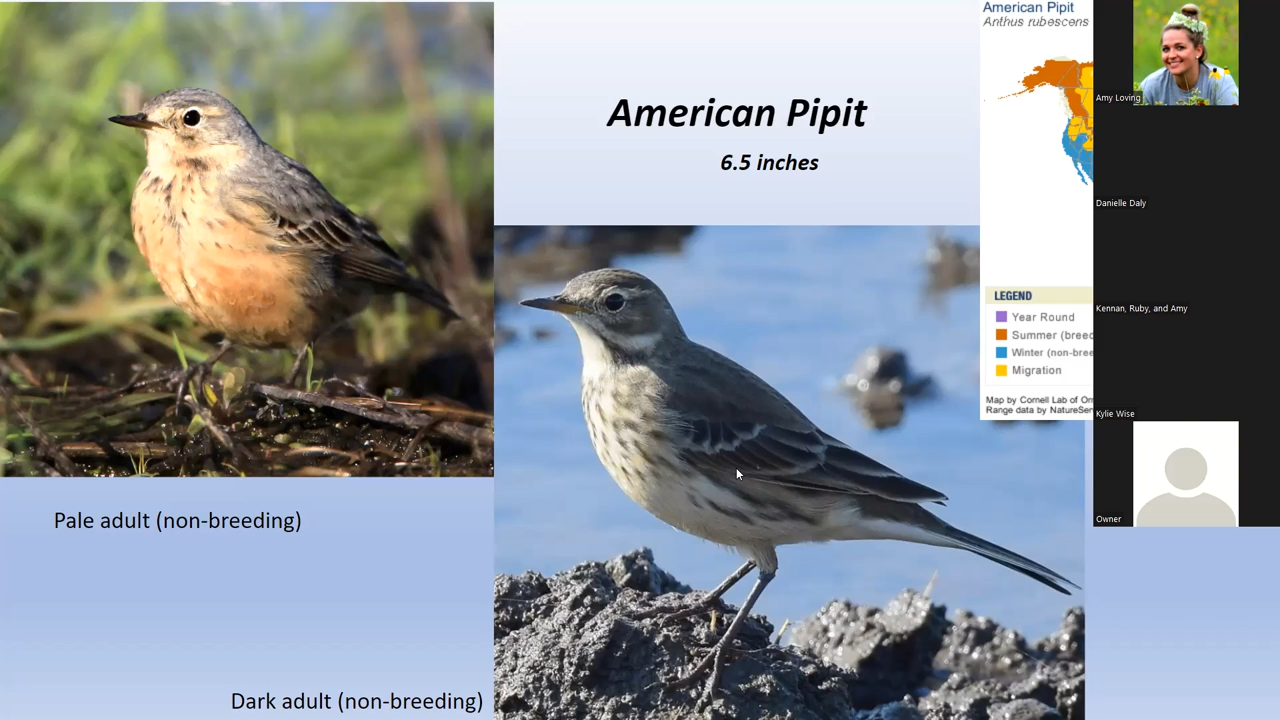 American Pipit
6.5 inches
Pale adult (non-breeding)
Dark adult (non-breeding)
American Pipit
Anthus rubescens
LEGEND
Year Round
Summer (breed
Winter (non-bree
Migration
Map by Cornell Lab of Orn
Range data by NatureSer
Amy Loving
Danielle Daly
Kennan, Ruby, and Amy
Kylie Wise
Owner